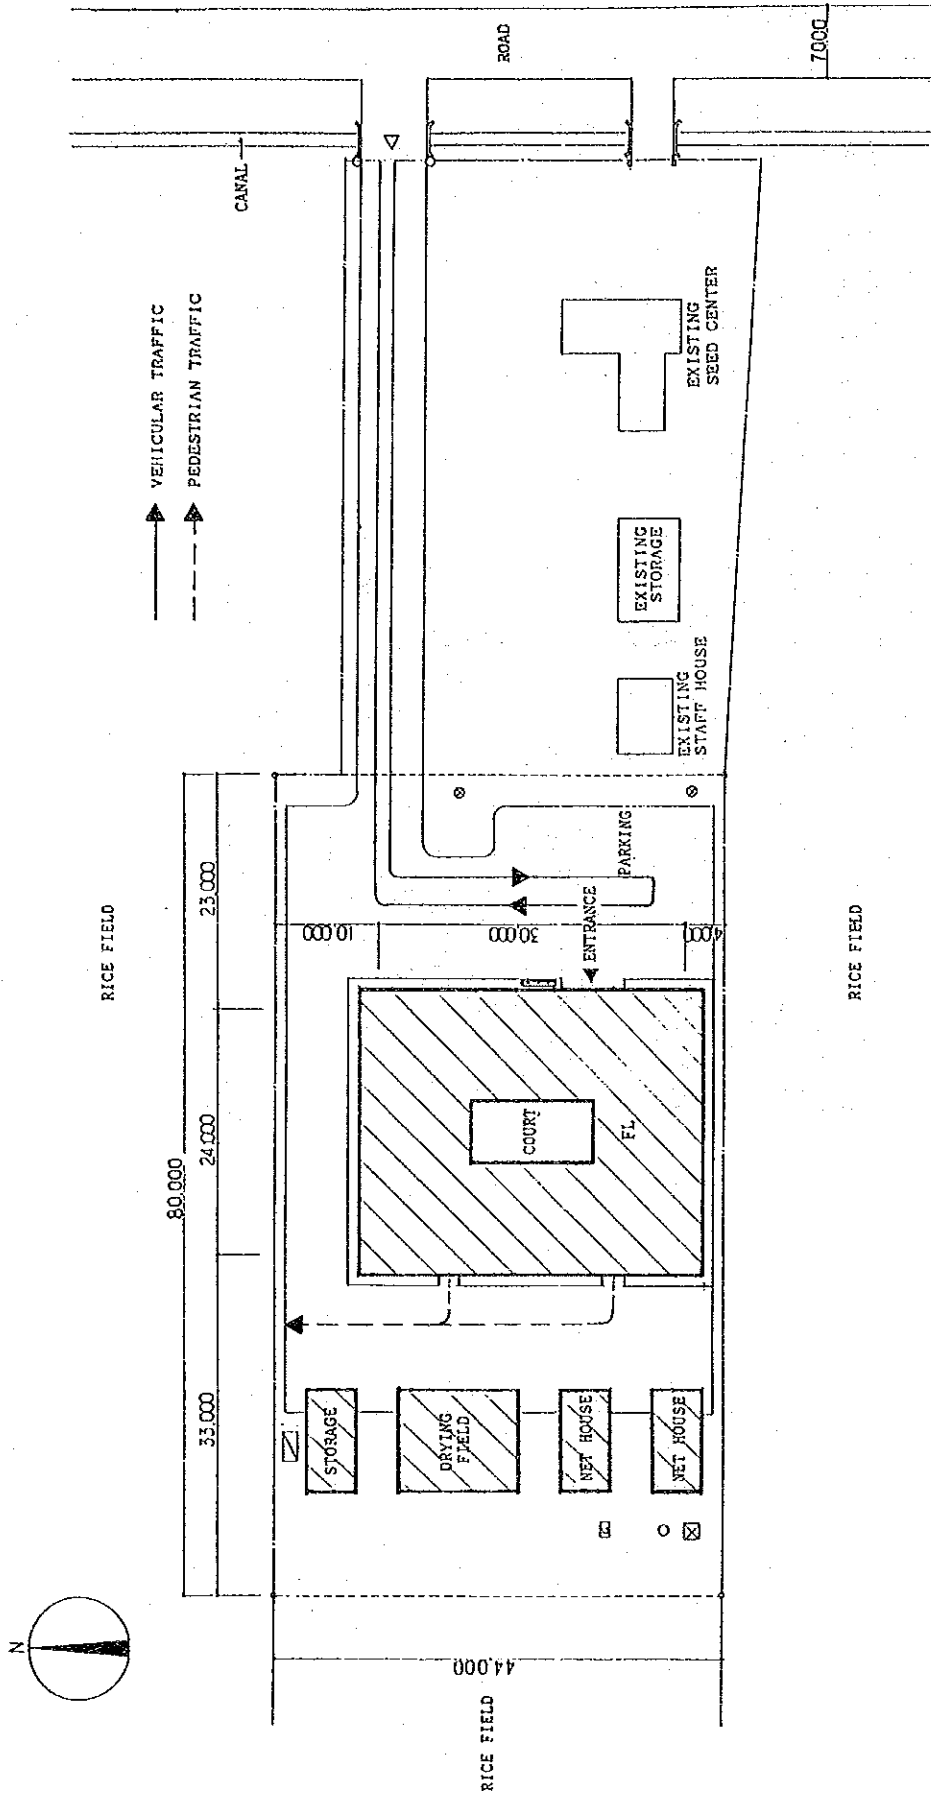 N
80.000
33.000
24.000
23.000
RICE FIELD
VEHICULAR TRAFFIC
PEDESTRIAN TRAFFIC
CANAL
ROAD
7000
44.000
RICE FIELD
STORAGE
DRYING
FIELD
NET HOUSE
NET HOUSE
COURT
FL
10.000
30.000
4.000
ENTRANCE
PARKING
EXISTING
STAFF HOUSE
EXISTING
STORAGE
EXISTING
SEED CENTER
RICE FIELD